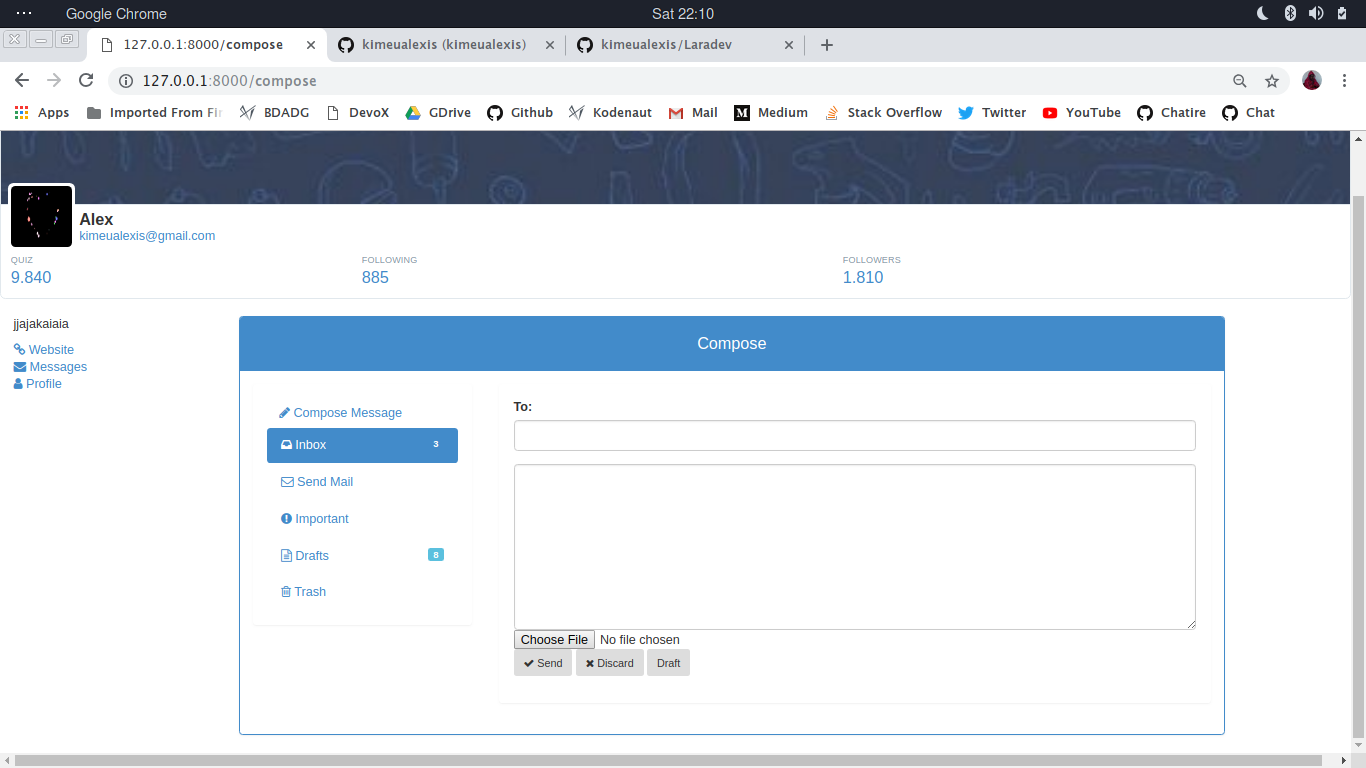 Google Chrome
Sat 22:10
127.0.0.1:8000/compose
kimeualexis (kimeualexis)
kimeualexis/Laradev
127.0.0.1:8000/compose
Apps
Imported From Fir
BDADG
DevoX
GDrive
Github
Kodenaut
Mail
Medium
Stack Overflow
Twitter
YouTube
Chatire
Chat
Alex
kimeualexis@gmail.com
QUIZ
9.840
FOLLOWING
885
FOLLOWERS
1.810
jjajakaiaia
Website
Messages
Profile
Compose
Compose Message
Inbox 3
Send Mail
Important
Drafts 8
Trash
To:
Choose File No file chosen
Send Discard Draft